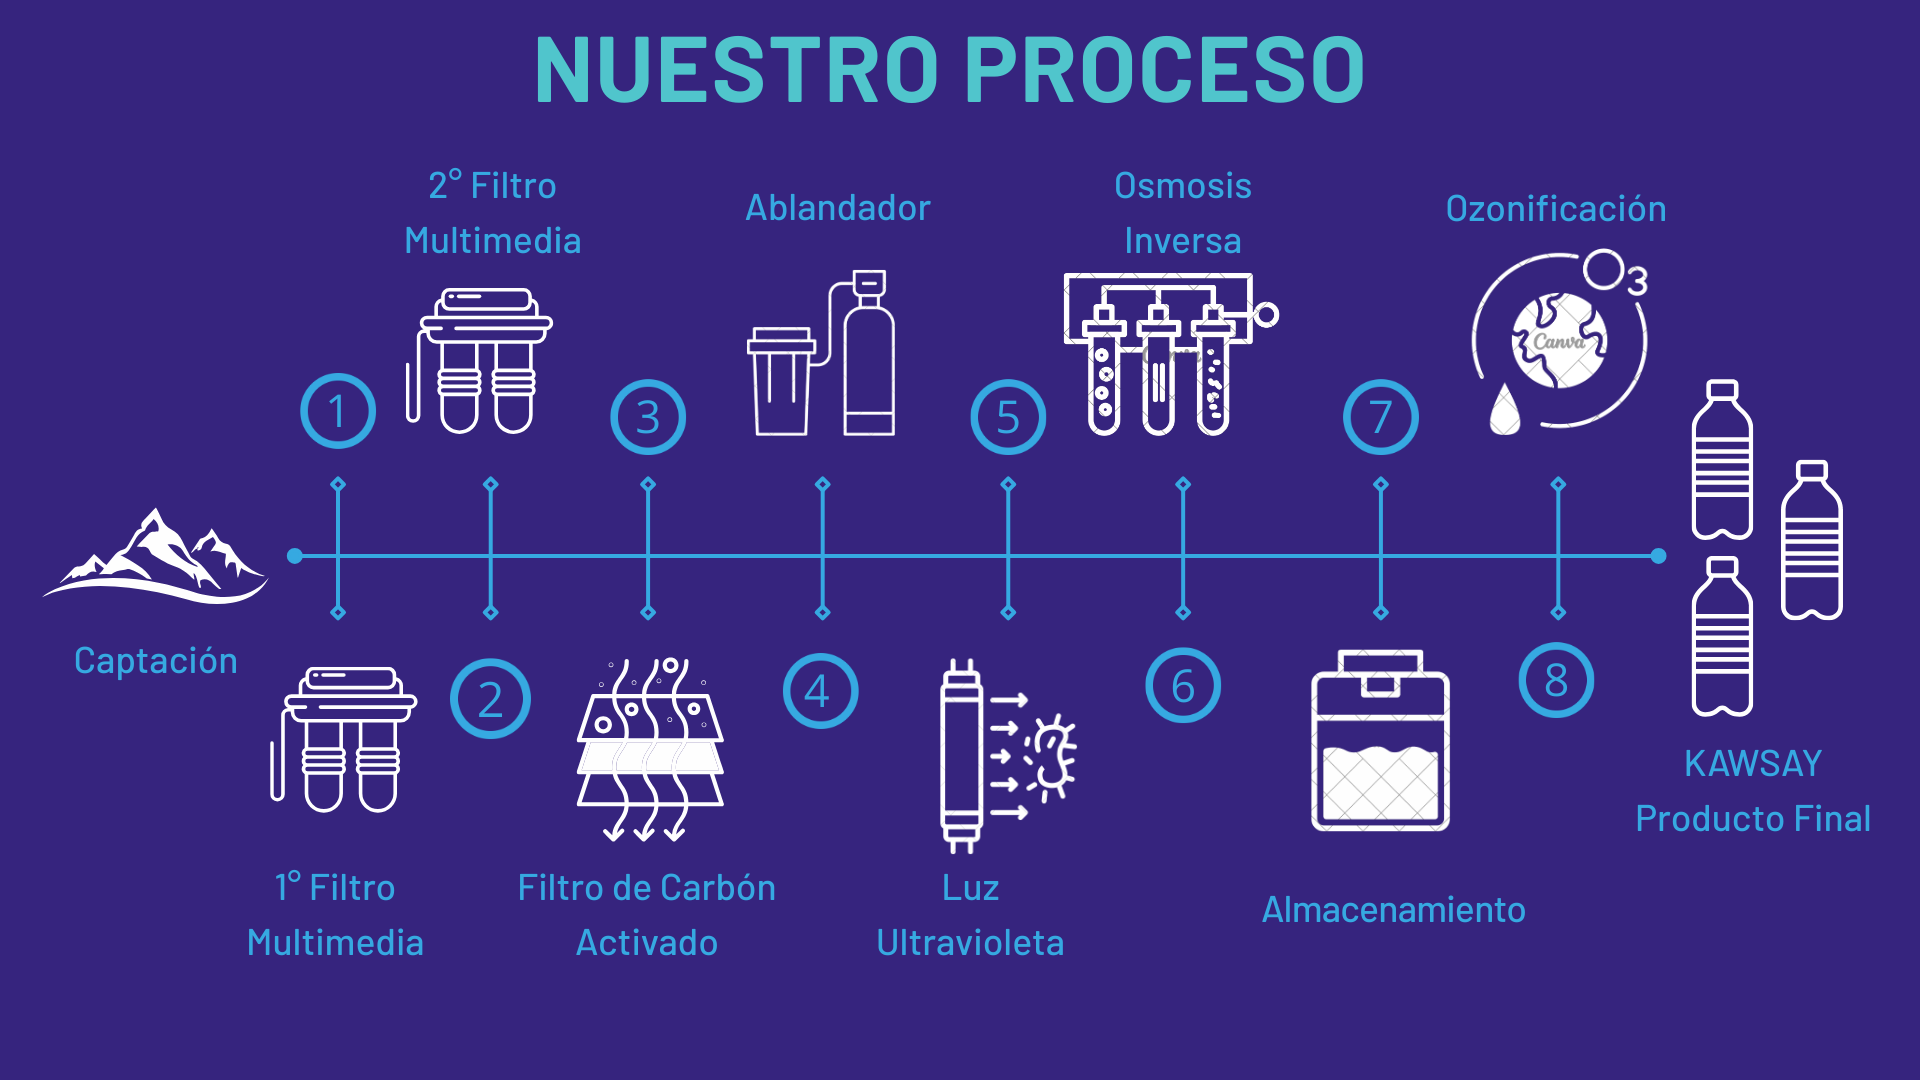 NUESTRO PROCESO
Captación
1
1° Filtro
Multimedia
2° Filtro
Multimedia
2
3
Filtro de Carbón
Activado
Ablandador
4
5
Luz
Ultravioleta
Osmosis
Inversa
6
7
Almacenamiento
Ozonificación
3
Canva
8
KAWSAY
Producto Final